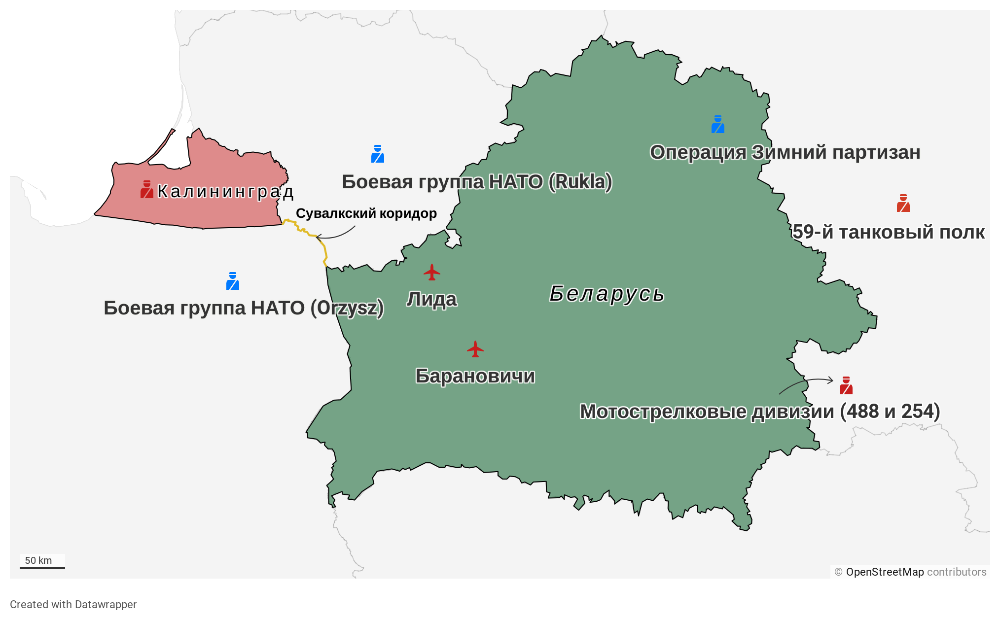 Операция Зимний партизан
Боевая группа НАТО (Rukla)
Калининград
Сувалкский коридор
59-й танковый полк
Беларусь
Лида
Боевая группа НАТО (Orzysz)
Барановичи
Мотострелковые дивизии (488 и 254)
50 km
© OpenStreetMap contributors
Created with Datawrapper